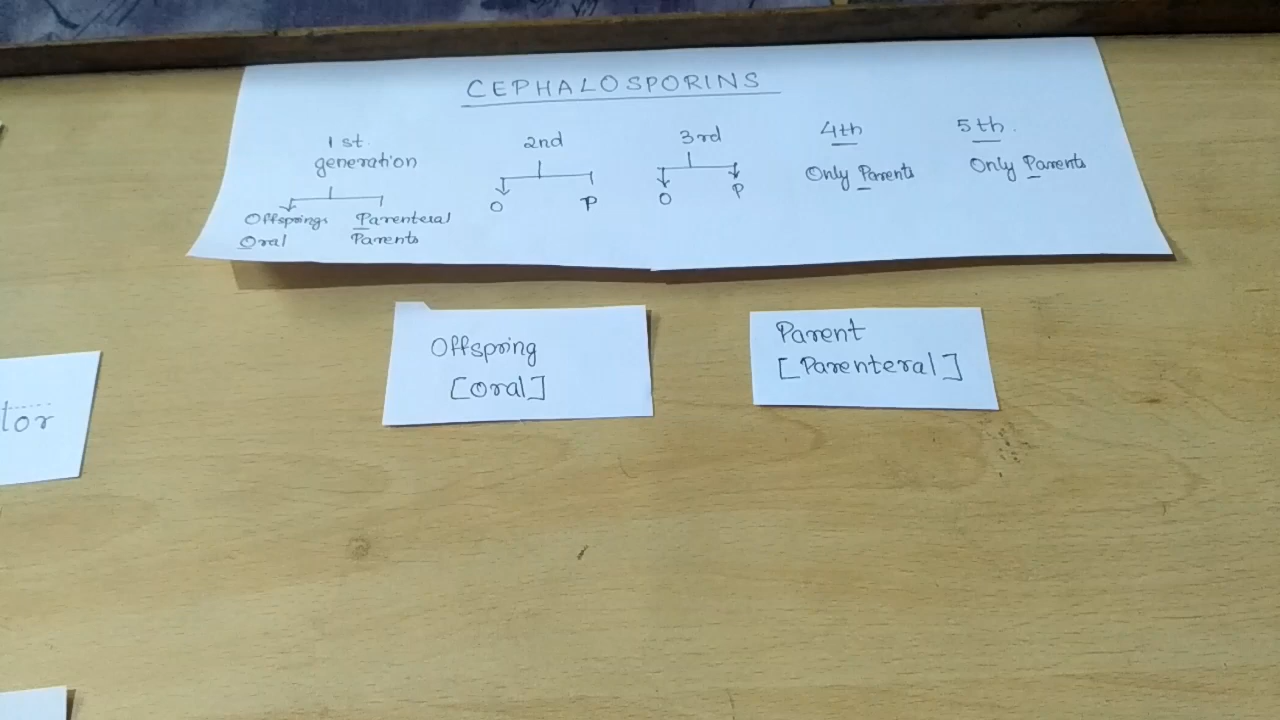 CEPHALOSPORINS
1st.
generation
Offsprings Parenteral
Oral Parents
2nd
O P
3rd
O P
4th
Only Parents
5th.
Only Parents
Offspring
[Oral]
Parent
[Parenteral]
tor